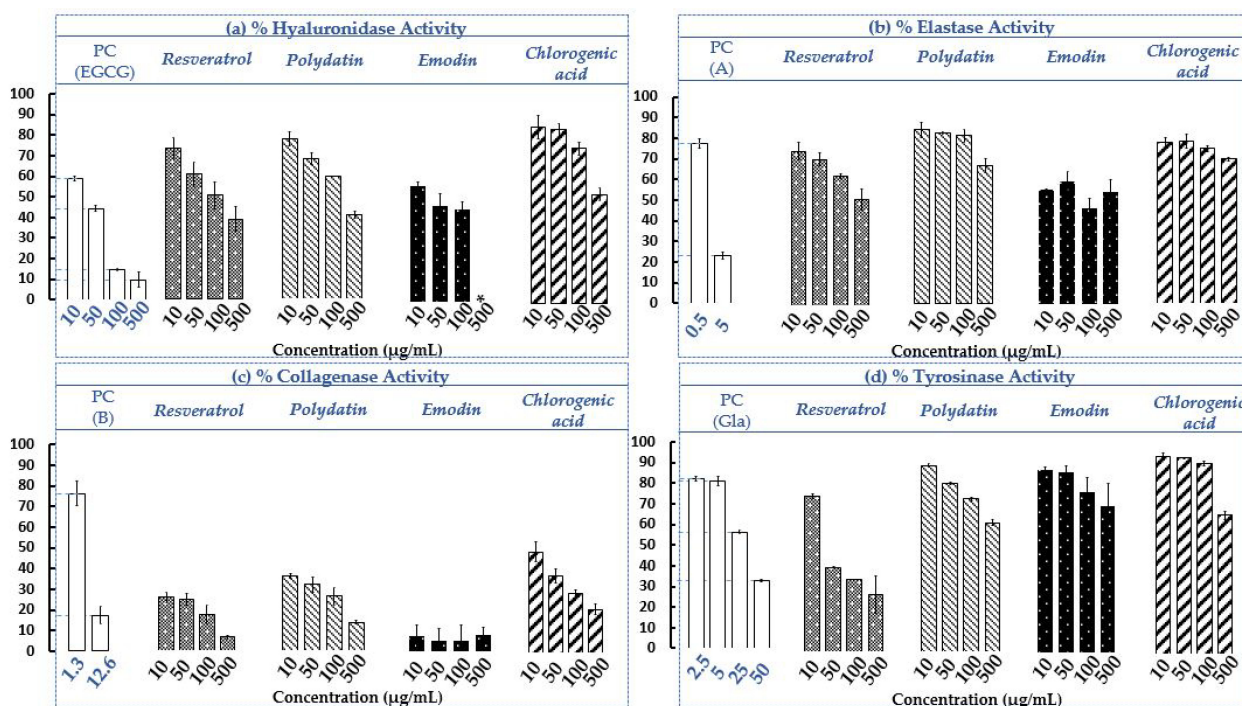 (a) % Hyaluronidase Activity
PC
(EGCG)
Resveratrol
Polydatin
Emodin
Chlorogenic
acid
100
90
80
70
60
50
40
30
20
10
0
10 50 100 500 10 50 100 500 10 50 100 500 10 50 100 500* 10 50 100 500
Concentration (µg/mL)
(b) % Elastase Activity
PC
(A)
Resveratrol
Polydatin
Emodin
Chlorogenic
acid
100
90
80
70
60
50
40
30
20
10
0
0.5 5 10 50 100 500 10 50 100 500 10 50 100 500 10 50 100 500
Concentration (µg/mL)
(c) % Collagenase Activity
PC
(B)
Resveratrol
Polydatin
Emodin
Chlorogenic
acid
100
90
80
70
60
50
40
30
20
10
0
1.3 12.6 10 50 100 500 10 50 100 500 10 50 100 500 10 50 100 500
Concentration (µg/mL)
(d) % Tyrosinase Activity
PC
(Gla)
Resveratrol
Polydatin
Emodin
Chlorogenic
acid
100
90
80
70
60
50
40
30
20
10
0
2.5 5 25 50 10 50 100 500 10 50 100 500 10 50 100 500 10 50 100 500
Concentration (µg/mL)